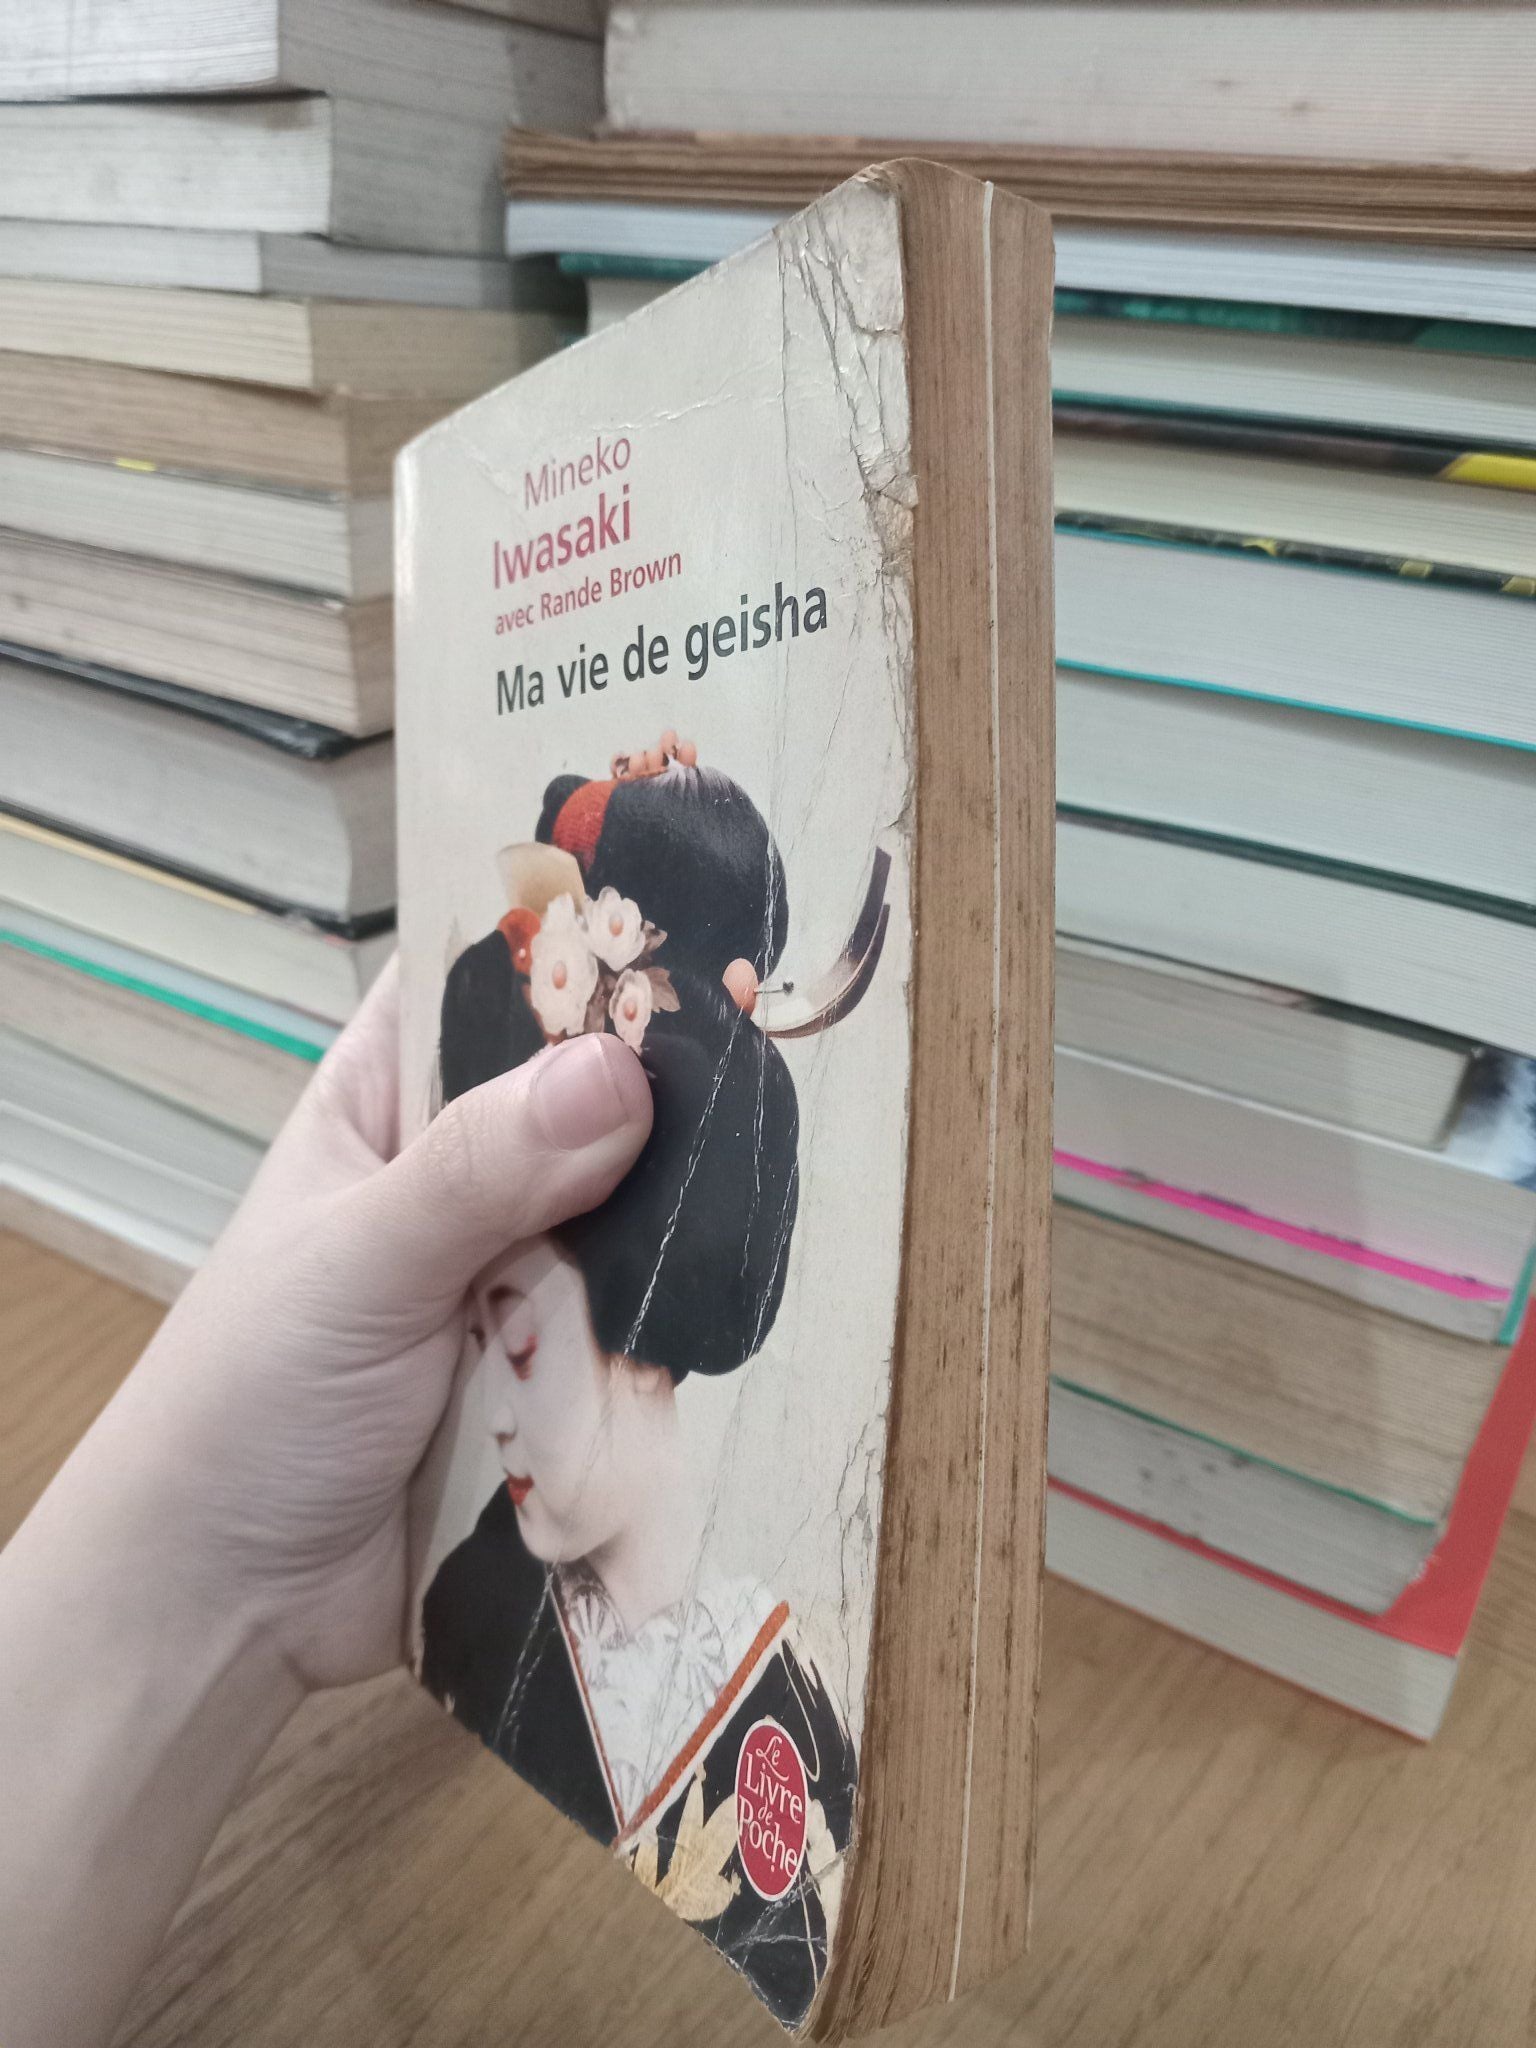 Mineko
Iwasaki
avec Rande Brown
Ma vie de geisha
Le
Livre
de
Poche